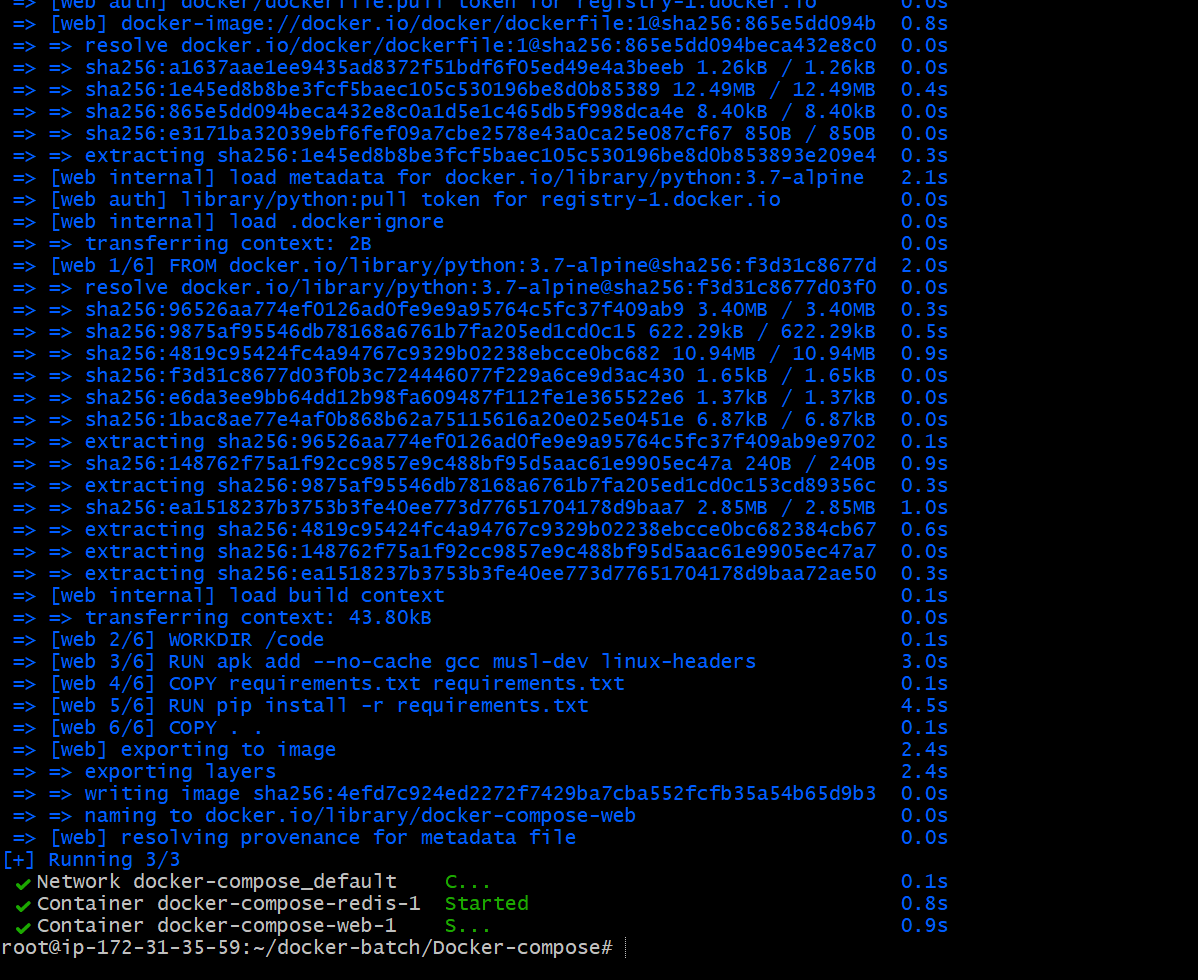 => [web auth] docker/dockerfile:pull token for registry-1.docker.io 0.0s
=> [web] docker-image://docker.io/docker/dockerfile:1@sha256:865e5dd094b 0.8s
=> => resolve docker.io/docker/dockerfile:1@sha256:865e5dd094beca432e8c0 0.0s
=> => sha256:a1637aae1ee9435ad8372f51bdf6f05ed49e4a3beeb 1.26kB / 1.26kB 0.0s
=> => sha256:1e45ed8b8be3fcf5baec105c530196be8d0b85389 12.49MB / 12.49MB 0.4s
=> => sha256:865e5dd094beca432e8c0a1d5e1c465db5f998dca4e 8.40kB / 8.40kB 0.0s
=> => sha256:e3171ba32039ebf6fef09a7cbe2578e43a0ca25e087cf67 850B / 850B 0.0s
=> => extracting sha256:1e45ed8b8be3fcf5baec105c530196be8d0b853893e209e4 0.3s
=> [web internal] load metadata for docker.io/library/python:3.7-alpine 2.1s
=> [web auth] library/python:pull token for registry-1.docker.io 0.0s
=> [web internal] load .dockerignore 0.0s
=> => transferring context: 2B 0.0s
=> [web 1/6] FROM docker.io/library/python:3.7-alpine@sha256:f3d31c8677d 2.0s
=> => resolve docker.io/library/python:3.7-alpine@sha256:f3d31c8677d03f0 0.0s
=> => sha256:96526aa774ef0126ad0fe9e9a95764c5fc37f409ab9 3.40MB / 3.40MB 0.3s
=> => sha256:9875af95546db78168a6761b7fa205ed1cd0c15 622.29kB / 622.29kB 0.5s
=> => sha256:4819c95424fc4a94767c9329b02238ebcce0bc682 10.94MB / 10.94MB 0.9s
=> => sha256:f3d31c8677d03f0b3c724446077f229a6ce9d3ac430 1.65kB / 1.65kB 0.0s
=> => sha256:e6da3ee9bb64dd12b98fa609487f112fe1e365522e6 1.37kB / 1.37kB 0.0s
=> => sha256:1bac8ae77e4af0b868b62a75115616a20e025e0451e 6.87kB / 6.87kB 0.0s
=> => extracting sha256:96526aa774ef0126ad0fe9e9a95764c5fc37f409ab9e9702 0.1s
=> => sha256:148762f75a1f92cc9857e9c488bf95d5aac61e9905ec47a 240B / 240B 0.9s
=> => extracting sha256:9875af95546db78168a6761b7fa205ed1cd0c153cd89356c 0.3s
=> => sha256:ea1518237b3753b3fe40ee773d77651704178d9baa7 2.85MB / 2.85MB 1.0s
=> => extracting sha256:4819c95424fc4a94767c9329b02238ebcce0bc682384cb67 0.6s
=> => extracting sha256:148762f75a1f92cc9857e9c488bf95d5aac61e9905ec47a7 0.0s
=> => extracting sha256:ea1518237b3753b3fe40ee773d77651704178d9baa72ae50 0.3s
=> [web internal] load build context 0.1s
=> => transferring context: 43.80kB 0.0s
=> [web 2/6] WORKDIR /code 0.1s
=> [web 3/6] RUN apk add --no-cache gcc musl-dev linux-headers 3.0s
=> [web 4/6] COPY requirements.txt requirements.txt 0.1s
=> [web 5/6] RUN pip install -r requirements.txt 4.5s
=> [web 6/6] COPY . . 0.1s
=> [web] exporting to image 2.4s
=> => exporting layers 2.4s
=> => writing image sha256:4efd7c924ed2272f7429ba7cba552fcfb35a54b65d9b3 0.0s
=> => naming to docker.io/library/docker-compose-web 0.0s
=> [web] resolving provenance for metadata file 0.0s
[+] Running 3/3
✔ Network docker-compose_default C... 0.1s
✔ Container docker-compose-redis-1 Started 0.8s
✔ Container docker-compose-web-1 S... 0.9s
root@ip-172-31-35-59:~/docker-batch/Docker-compose#